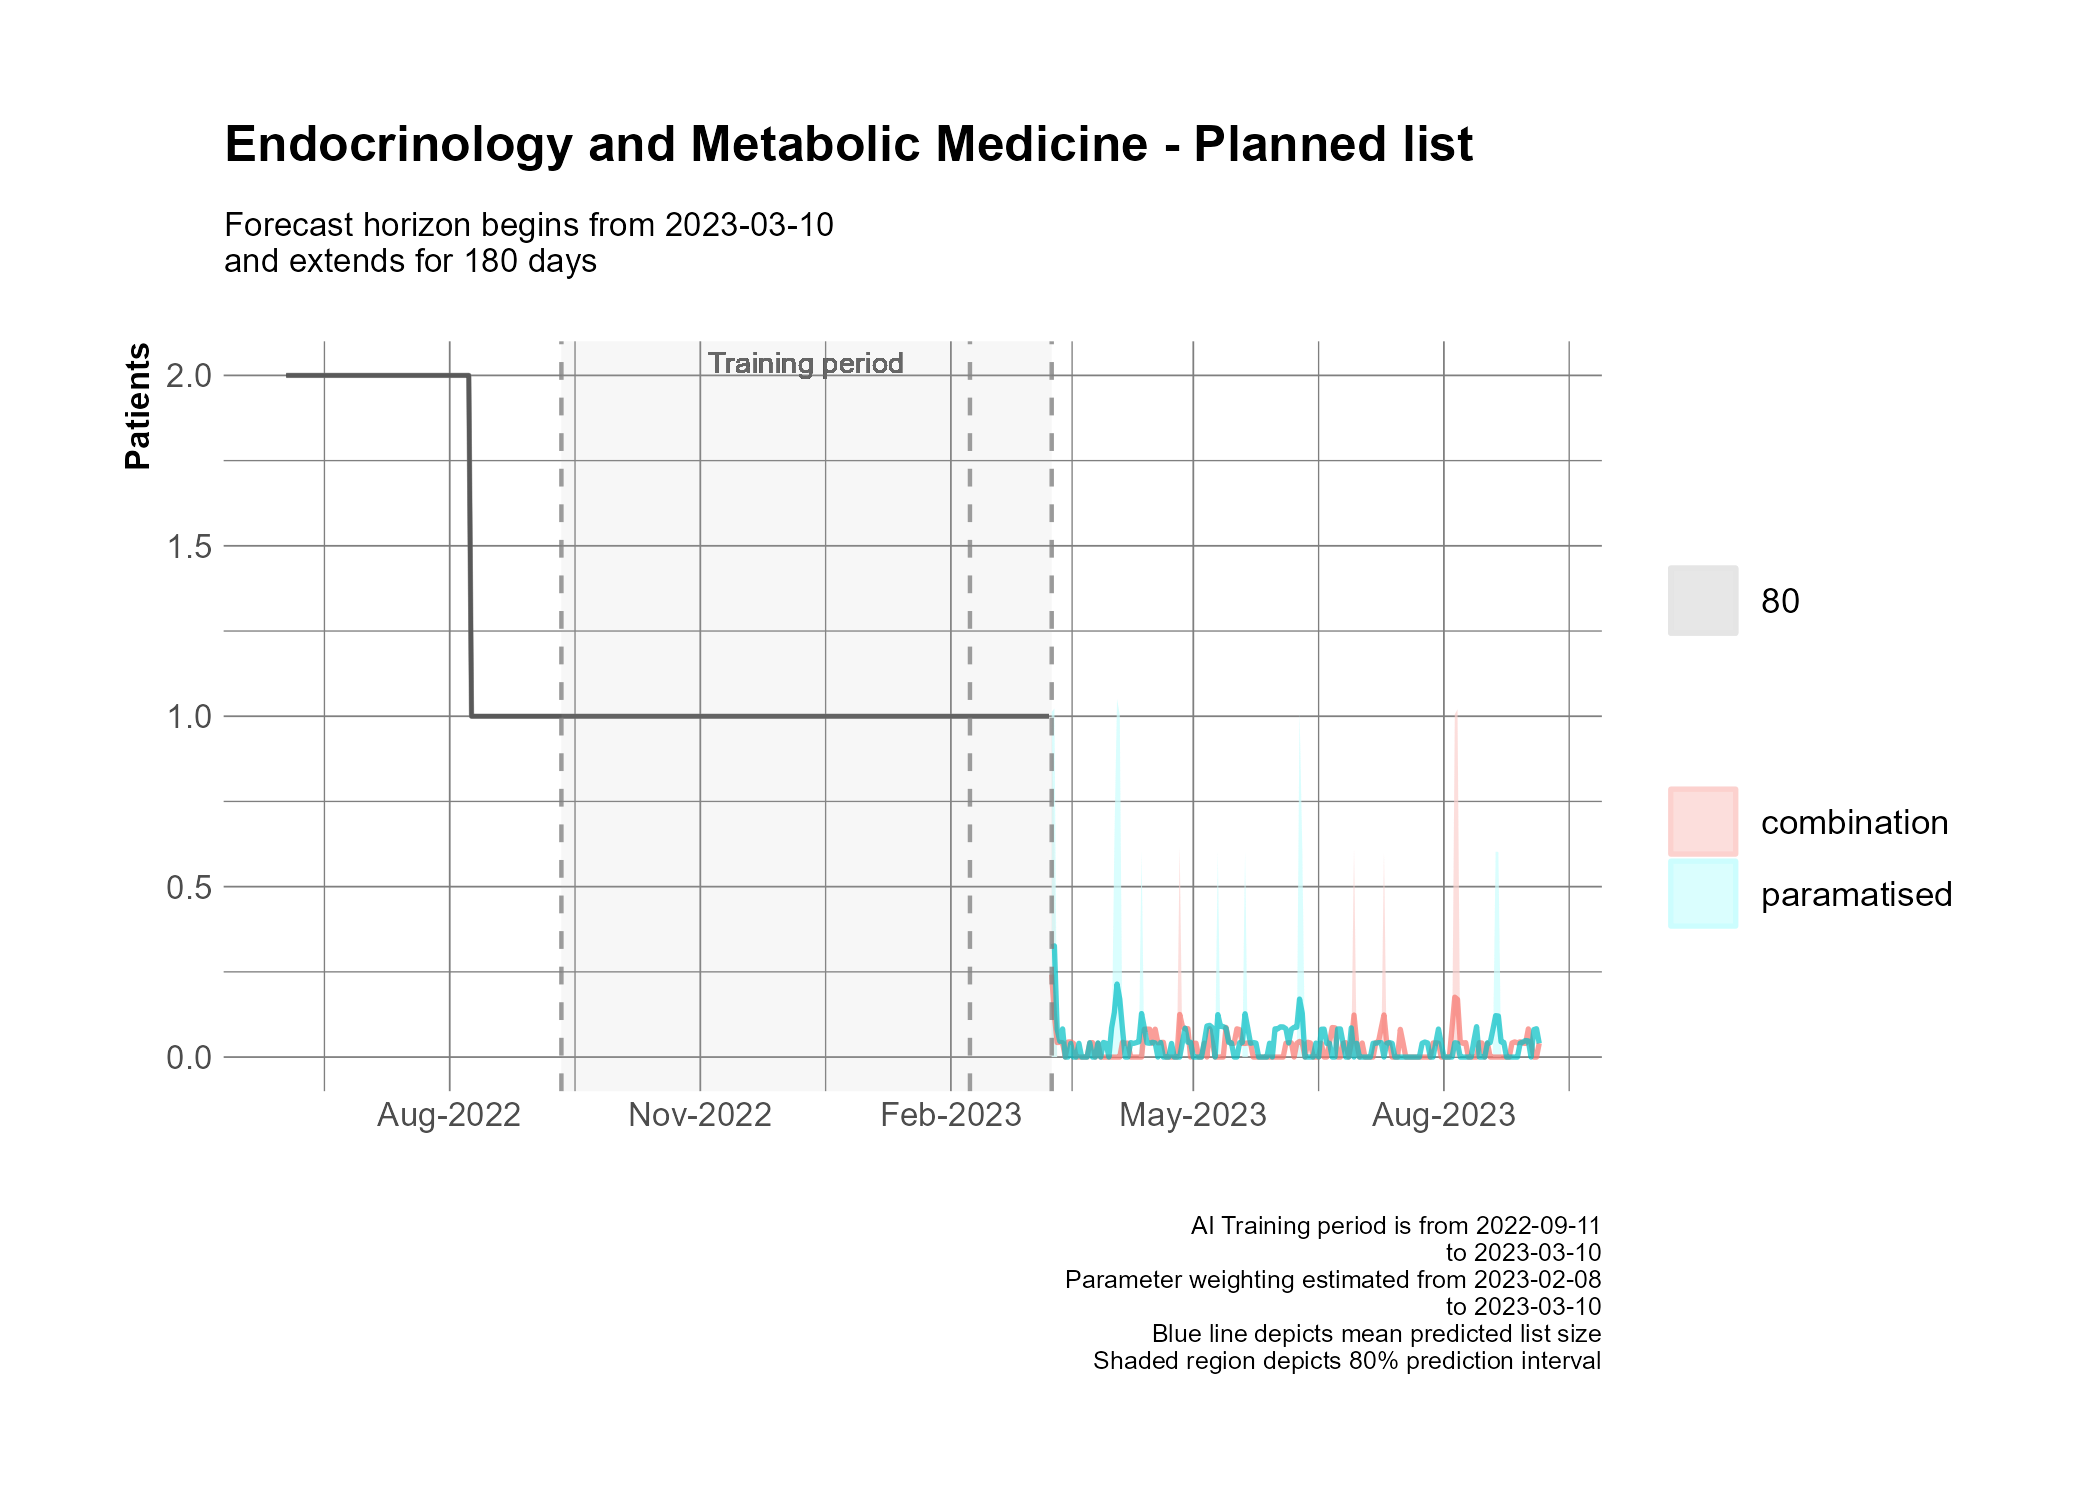 Endocrinology and Metabolic Medicine - Planned list
Forecast horizon begins from 2023-03-10
and extends for 180 days
Patients
Training period
2.0
1.5
1.0
0.5
0.0
Aug-2022
Nov-2022
Feb-2023
May-2023
Aug-2023
80
combination
paramatised
AI Training period is from 2022-09-11
to 2023-03-10
Parameter weighting estimated from 2023-02-08
to 2023-03-10
Blue line depicts mean predicted list size
Shaded region depicts 80% prediction interval